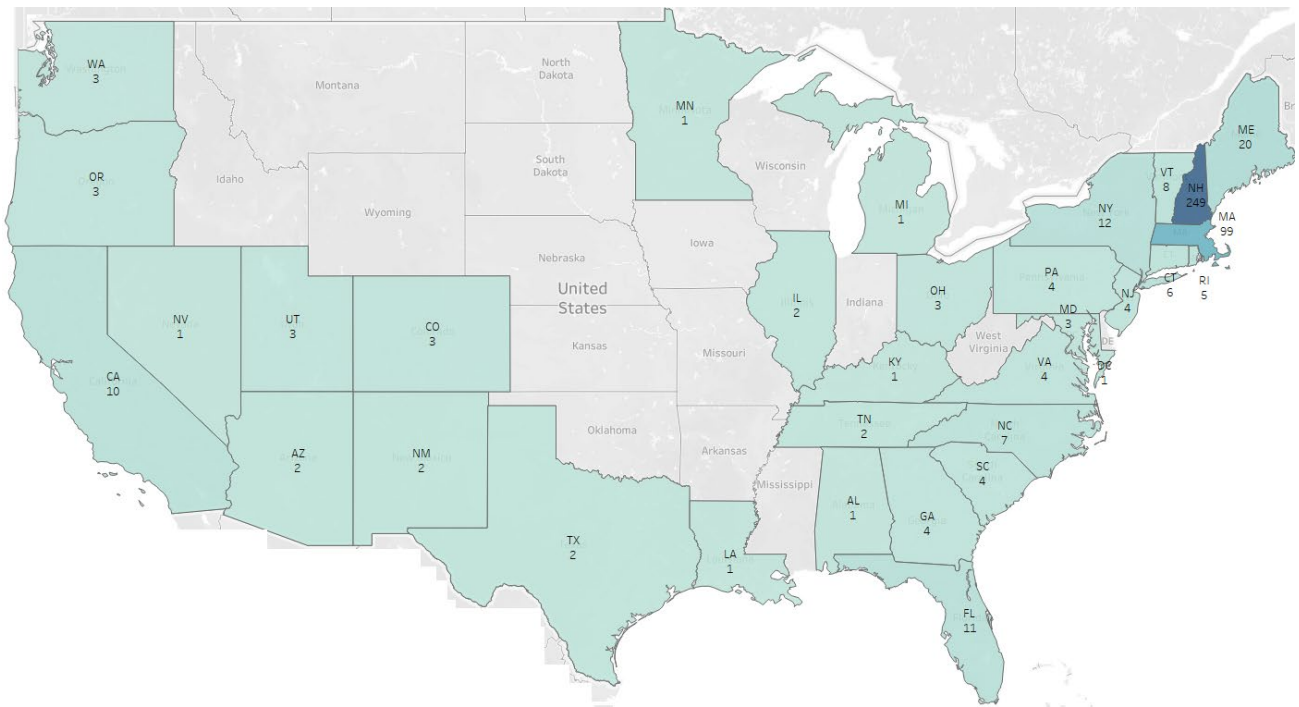 WA
3
Montana
North
Dakota
MN
1
ME
20
OR
3
Idaho
South
Dakota
Wisconsin
VT
8
NH
249
Wyoming
MI
1
NY
12
MA
99
Iowa
Nebraska
PA
4
CT
6
RI
5
United
States
IL
2
Indiana
OH
3
NJ
4
MD
3
NV
1
UT
3
CO
3
Kansas
Missouri
West
Virginia
DE
VA
4
DC
1
CA
10
KY
1
TN
2
NC
7
Oklahoma
Arkansas
AZ
2
NM
2
SC
4
Mississippi
AL
1
GA
4
TX
2
LA
1
FL
11